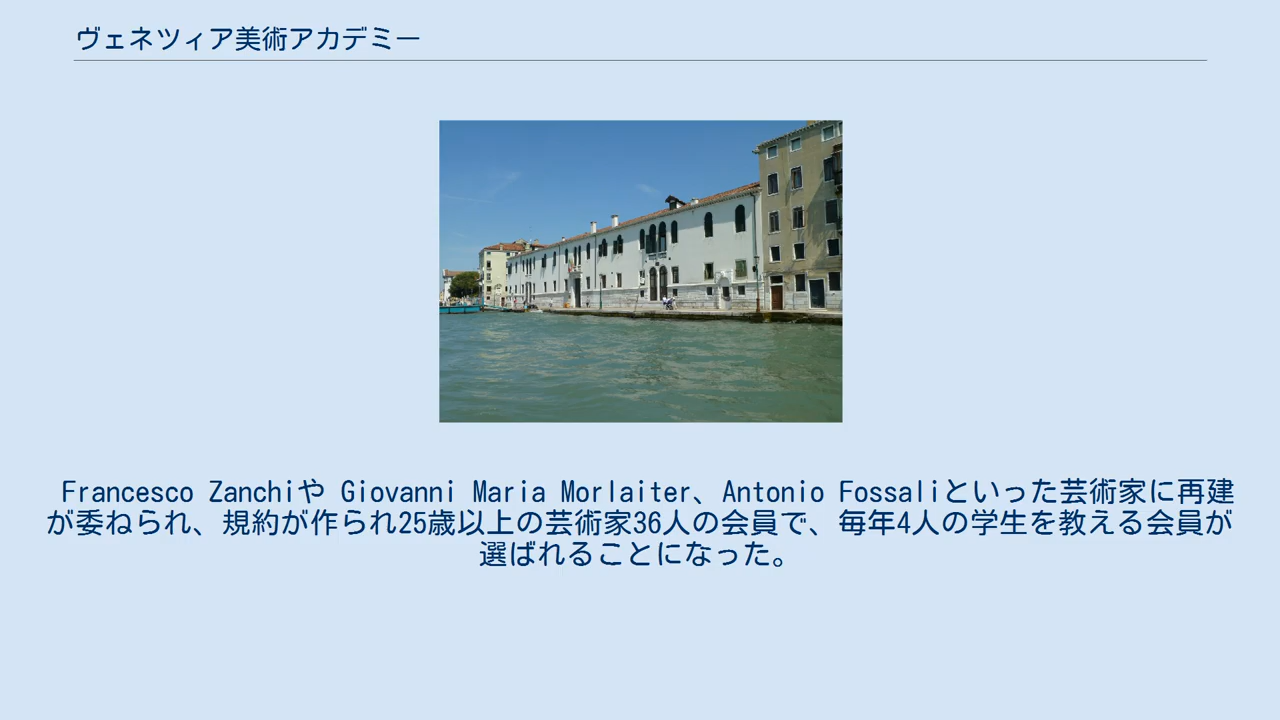 ヴェネツィア美術アカデミー
Francesco Zanchiや Giovanni Maria Morlaiter、Antonio Fossaliといった芸術家に再建
が委ねられ、規約が作られ25歳以上の芸術家36人の会員で、毎年4人の学生を教える会員が
選ばれることになった。